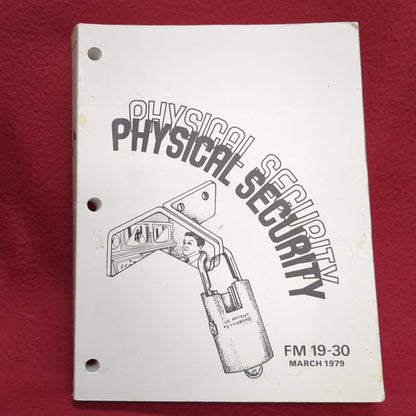 PHYSICAL SECURITY
PHYSICAL SECURITY
FM 19-30
MARCH 1979